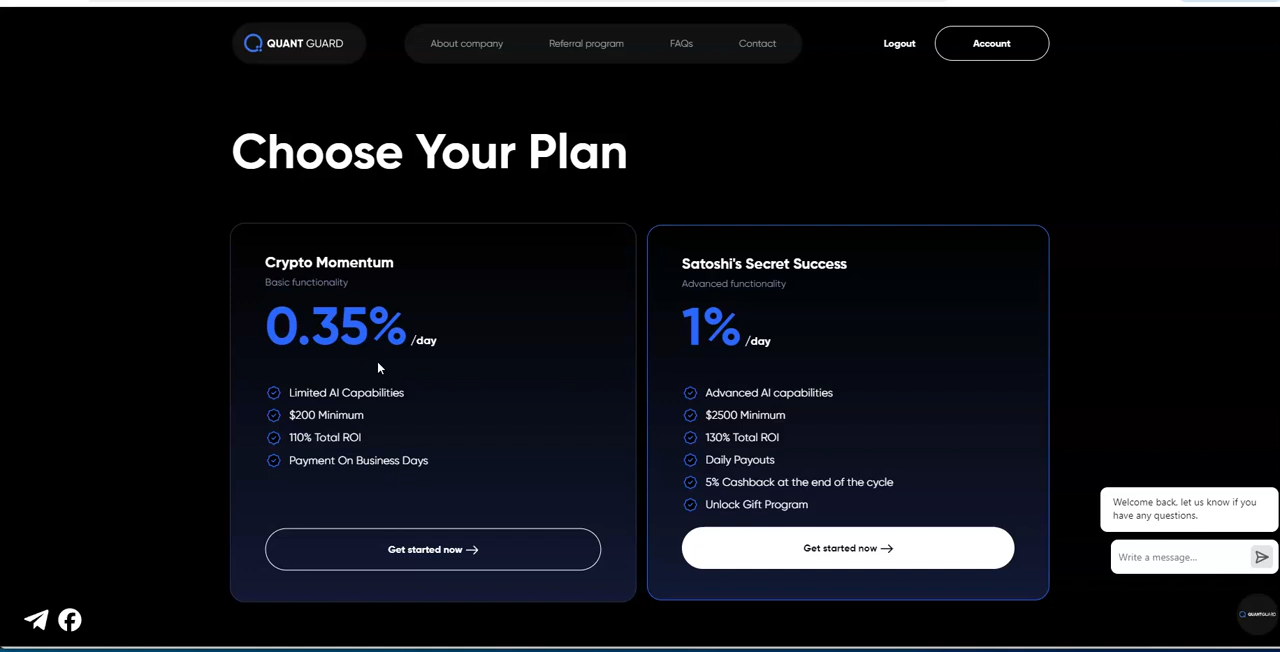 QUANT GUARD
About company
Referral program
FAQs
Contact
Logout
Account
Choose Your Plan
Crypto Momentum
Basic functionality
0.35% /day
Limited AI Capabilities
$200 Minimum
110% Total ROI
Payment On Business Days
Get started now
Satoshi's Secret Success
Advanced functionality
1% /day
Advanced AI capabilities
$2500 Minimum
130% Total ROI
Daily Payouts
5% Cashback at the end of the cycle
Unlock Gift Program
Get started now
Welcome back, let us know if you
have any questions.
Write a message...
QUANTGUARD